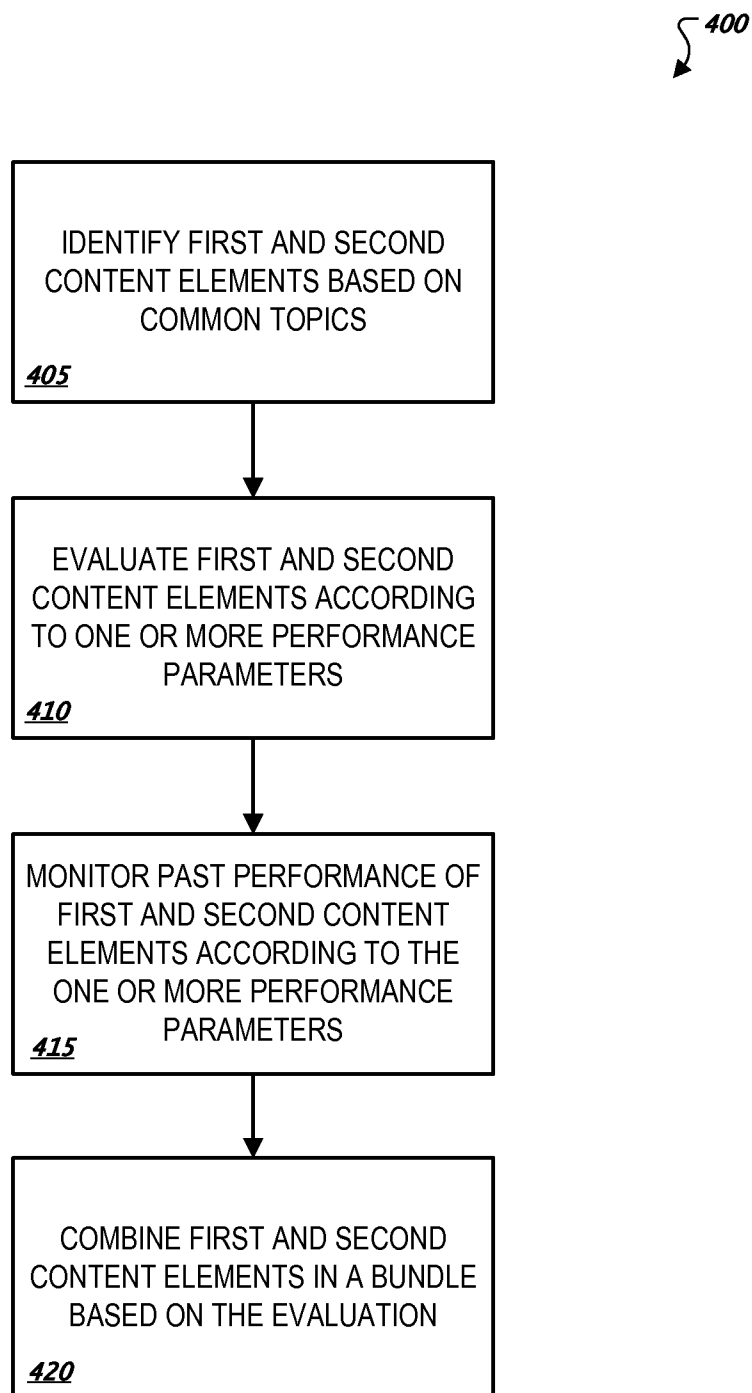 400
IDENTIFY FIRST AND SECOND
CONTENT ELEMENTS BASED ON
COMMON TOPICS
405
EVALUATE FIRST AND SECOND
CONTENT ELEMENTS ACCORDING
TO ONE OR MORE PERFORMANCE
PARAMETERS
410
MONITOR PAST PERFORMANCE OF
FIRST AND SECOND CONTENT
ELEMENTS ACCORDING TO THE
ONE OR MORE PERFORMANCE
PARAMETERS
415
COMBINE FIRST AND SECOND
CONTENT ELEMENTS IN A BUNDLE
BASED ON THE EVALUATION
420